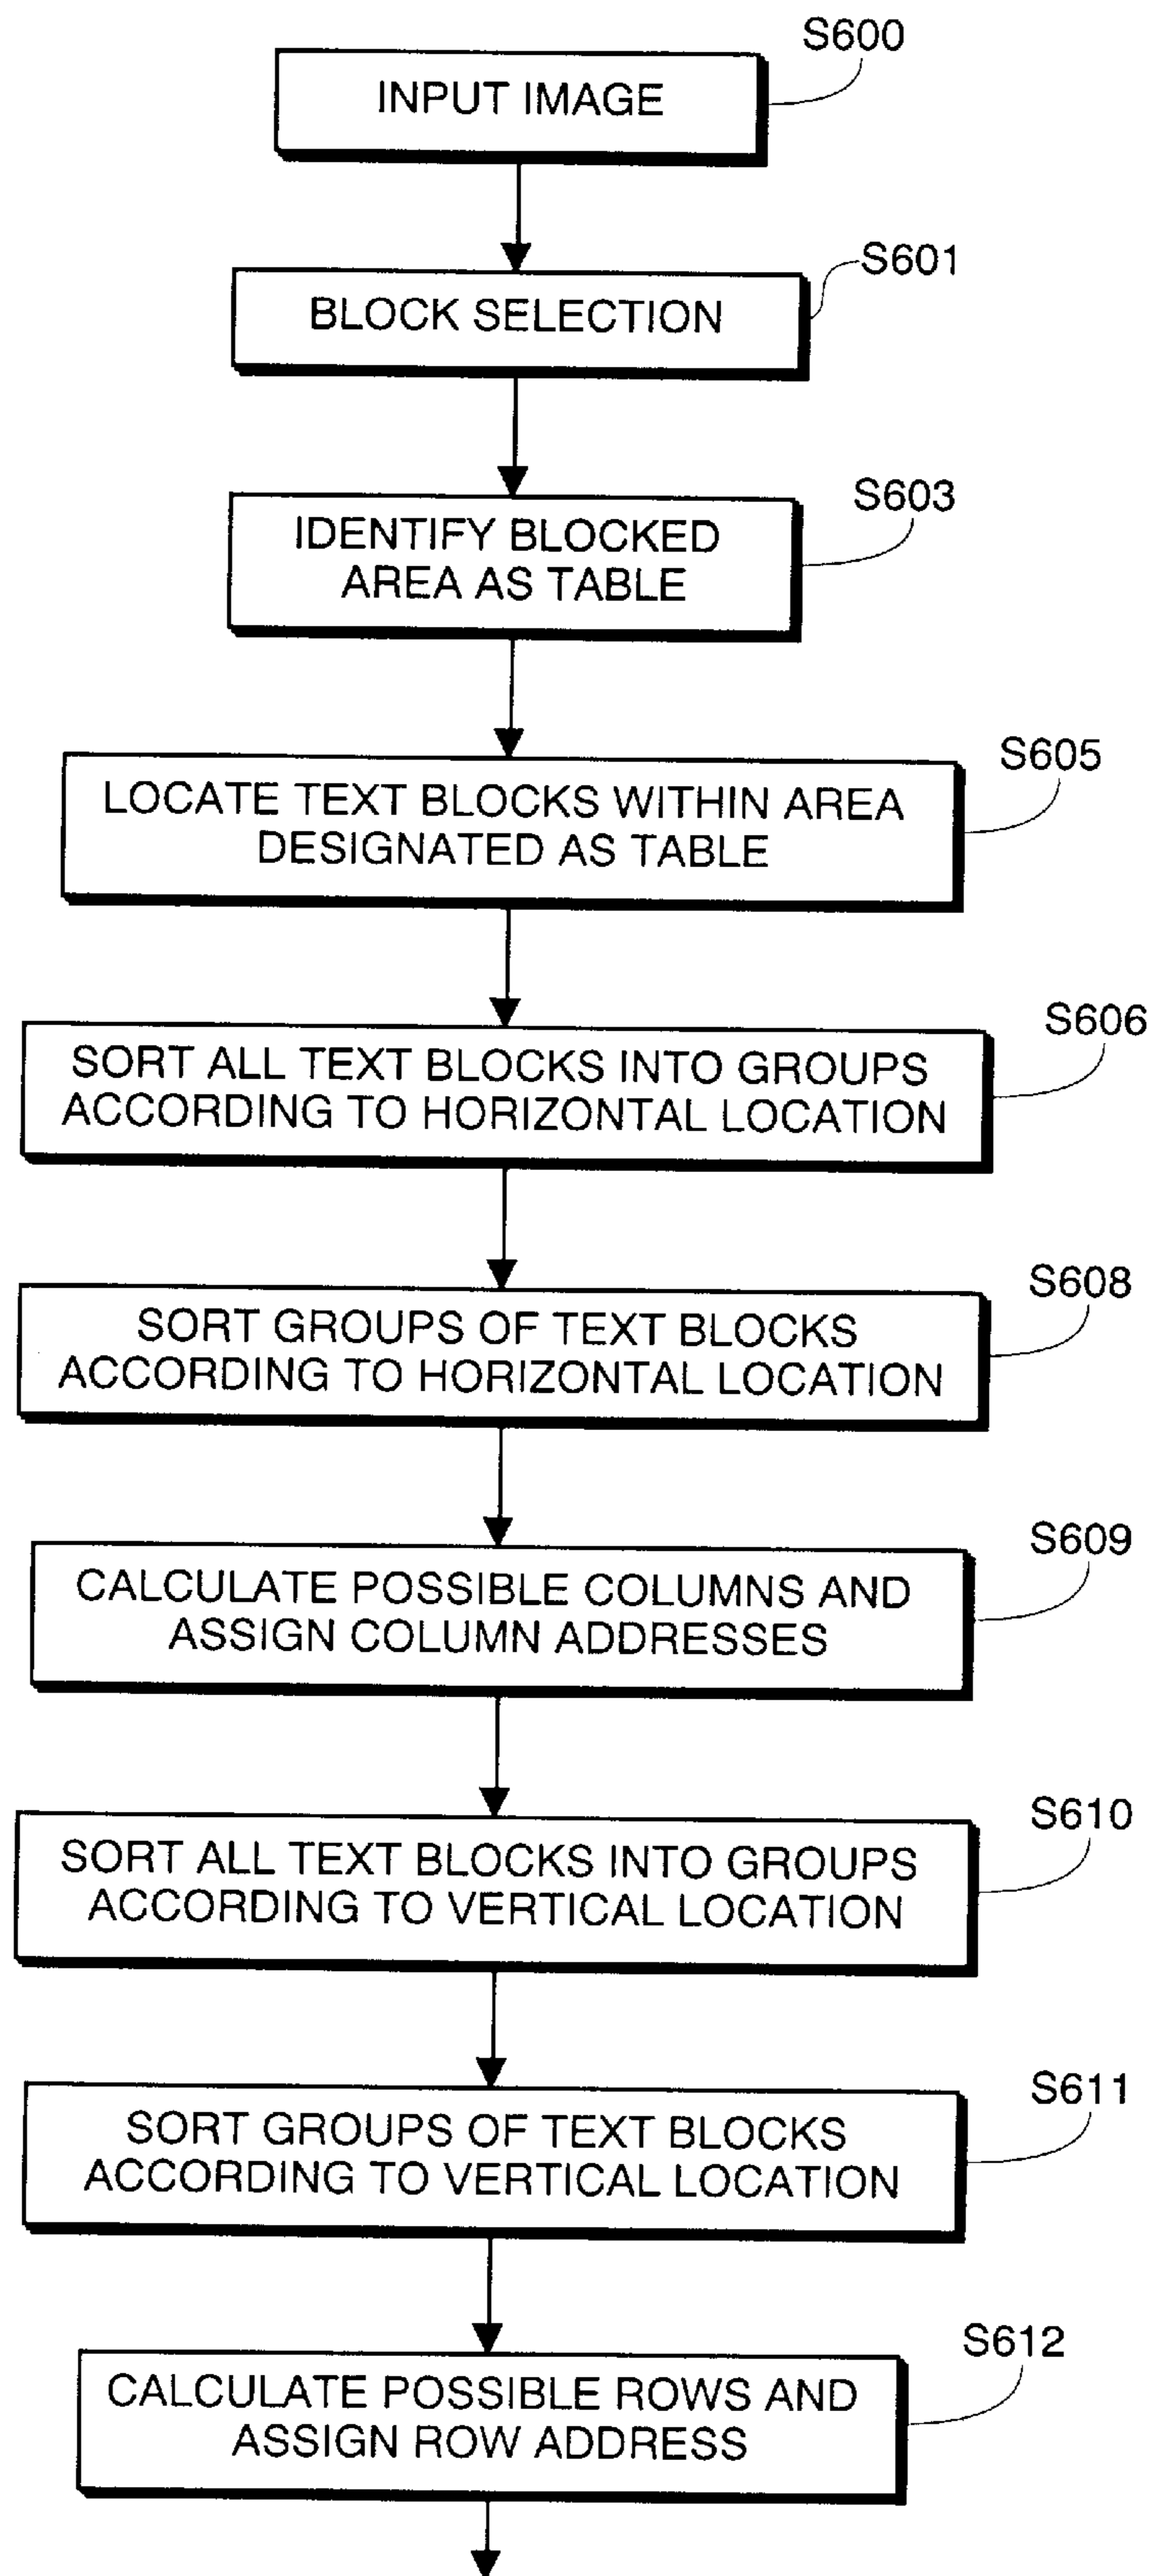 S600
INPUT IMAGE
S601
BLOCK SELECTION
S603
IDENTIFY BLOCKED
AREA AS TABLE
S605
LOCATE TEXT BLOCKS WITHIN AREA
DESIGNATED AS TABLE
S606
SORT ALL TEXT BLOCKS INTO GROUPS
ACCORDING TO HORIZONTAL LOCATION
S608
SORT GROUPS OF TEXT BLOCKS
ACCORDING TO HORIZONTAL LOCATION
S609
CALCULATE POSSIBLE COLUMNS AND
ASSIGN COLUMN ADDRESSES
S610
SORT ALL TEXT BLOCKS INTO GROUPS
ACCORDING TO VERTICAL LOCATION
S611
SORT GROUPS OF TEXT BLOCKS
ACCORDING TO VERTICAL LOCATION
S612
CALCULATE POSSIBLE ROWS AND
ASSIGN ROW ADDRESS